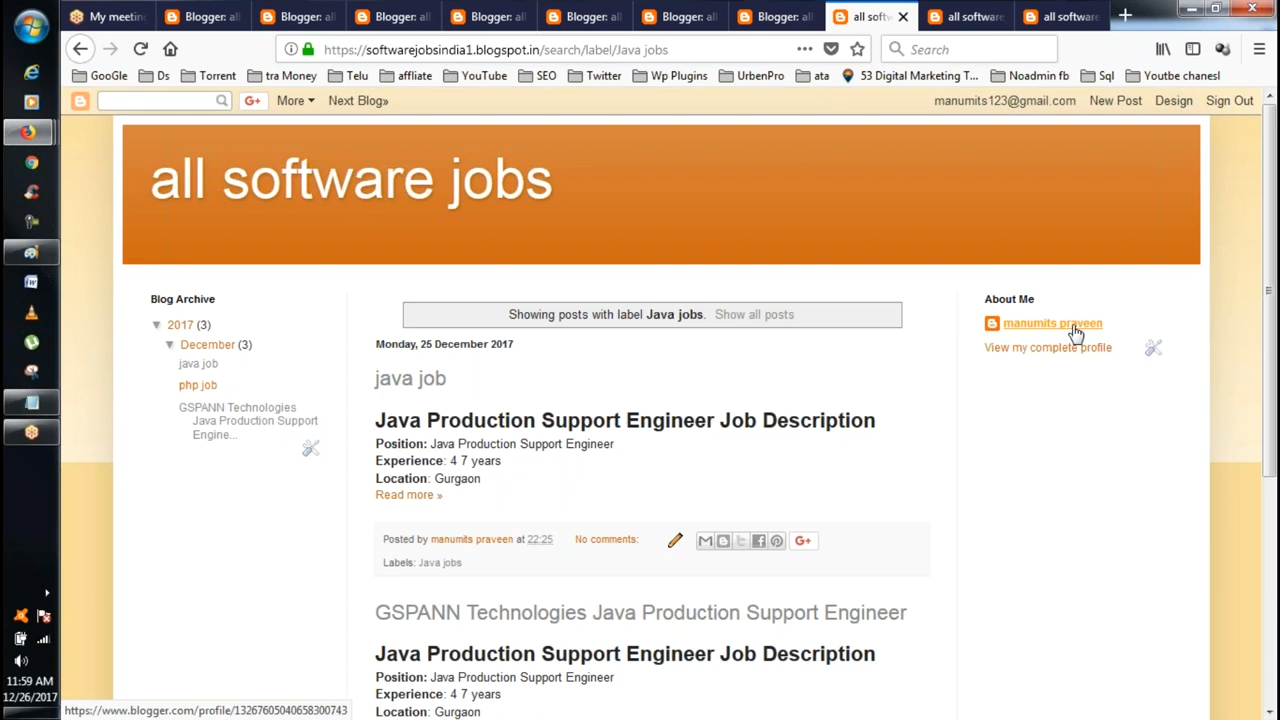 My meetin
Blogger: al
Blogger: al
Blogger: al
Blogger: al
Blogger: al
Blogger: al
Blogger: al
all softw
all software
all software
https://softwarejobsindia1.blogspot.in/search/label/Java jobs
Search
GooGle
Ds
Torrent
tra Money
Telu
affliate
YouTube
SEO
Twitter
Wp Plugins
UrbenPro
ata
53 Digital Marketing T...
Noadmin fb
Sql
Youtbe chanesl
G+
More
Next Blog»
manumits123@gmail.com
New Post
Design
Sign Out
all software jobs
Blog Archive
▼ 2017 (3)
▼ December (3)
java job
php job
GSPANN Technologies
Java Production Support
Engine...
Showing posts with label Java jobs. Show all posts
Monday, 25 December 2017
java job
Java Production Support Engineer Job Description
Position: Java Production Support Engineer
Experience: 4 7 years
Location: Gurgaon
Read more »
Posted by manumits praveen at 22:25 No comments:
G+
Labels: Java jobs
GSPANN Technologies Java Production Support Engineer
Java Production Support Engineer Job Description
Position: Java Production Support Engineer
Experience: 4 7 years
Location: Gurgaon
About Me
manumits praveen
View my complete profile
11:59 AM
12/26/2017
https://www.blogger.com/profile/13267605040658300743